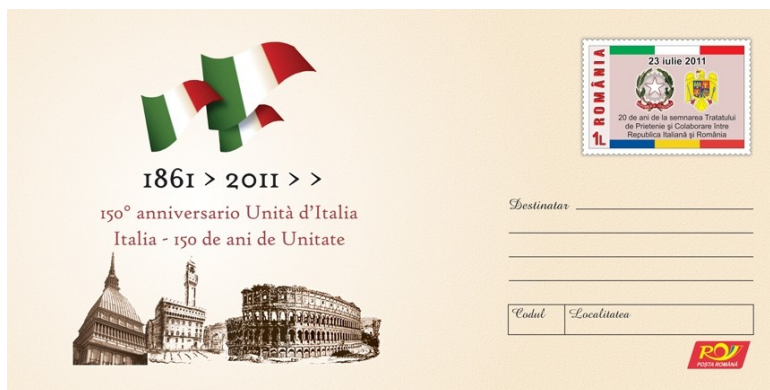 1861 > 2011 > >
150° anniversario Unità d'Italia
Italia - 150 de ani de Unitate
ROMÂNIA
1L
23 iulie 2011
20 de ani de la semnarea Tratatului
de Prietenie și Colaborare între
Republica Italiană și România
Destinatar
Codul
Localitatea
POȘTA ROMÂNĂ